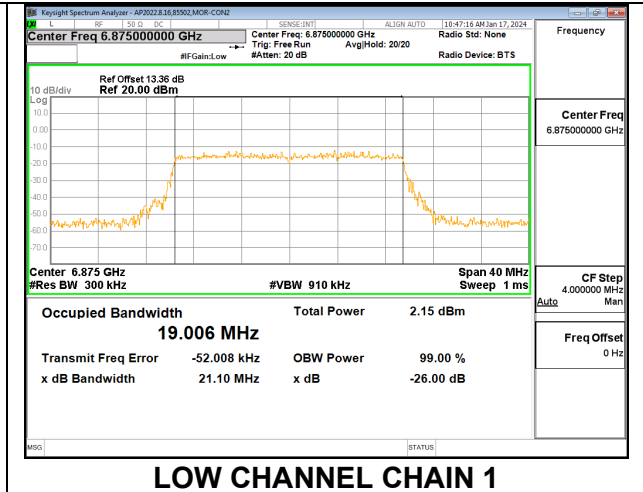 Keysight Spectrum Analyzer - AP2022.8.16,85502,MOR-CON2
L RF 50 Ω DC SENSE:INT ALIGN AUTO 10:47:16 AM Jan 17, 2024
Center Freq 6.875000000 GHz
Center Freq: 6.875000000 GHz
Radio Std: None
Trig: Free Run Avg|Hold: 20/20
#IFGain:Low
#Atten: 20 dB
Radio Device: BTS
Frequency
Ref Offset 13.36 dB
10 dB/div Ref 20.00 dBm
Log
10.0
0.00
-10.0
-20.0
-30.0
-40.0
-50.0
-60.0
-70.0
Center Freq
6.875000000 GHz
Center 6.875 GHz Span 40 MHz
#Res BW 300 kHz #VBW 910 kHz Sweep 1 ms
CF Step
4.000000 MHz
Auto Man
Occupied Bandwidth Total Power 2.15 dBm
19.006 MHz
Transmit Freq Error -52.008 kHz OBW Power 99.00 %
x dB Bandwidth 21.10 MHz x dB -26.00 dB
Freq Offset
0 Hz
MSG STATUS
LOW CHANNEL CHAIN 1